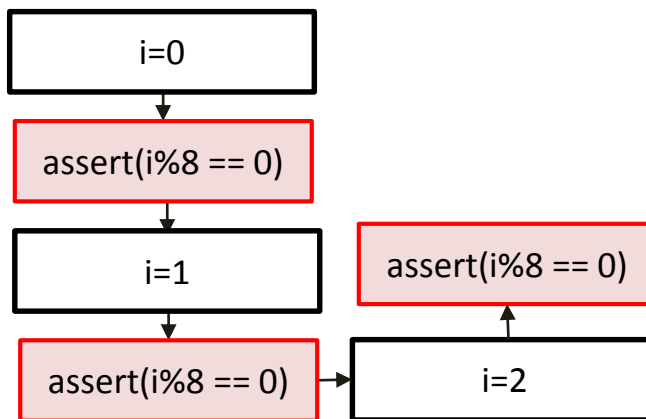 i=0
assert(i%8 == 0)
i=1
assert(i%8 == 0)
i=2
assert(i%8 == 0)